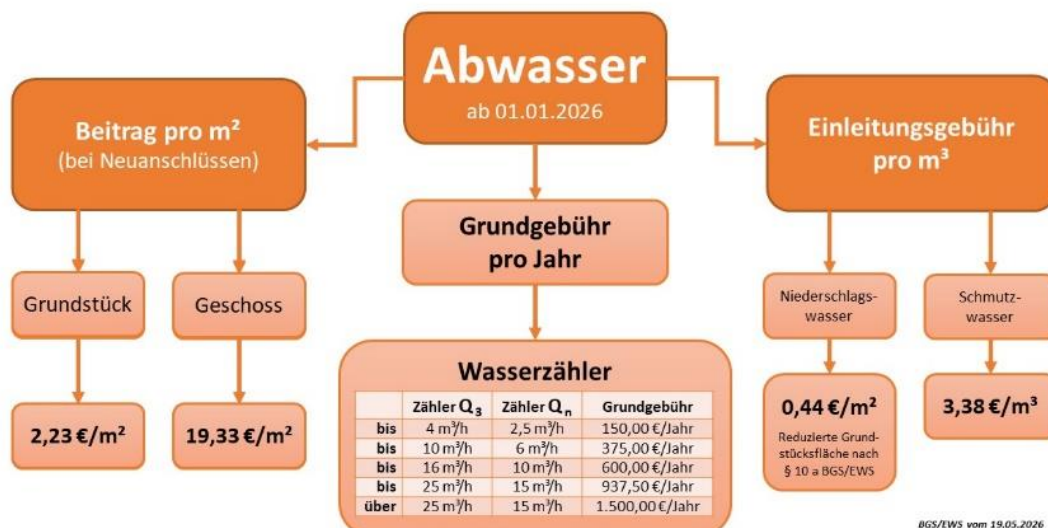 Abwasser
ab 01.01.2026
Beitrag pro m²
(bei Neuanschlüssen)
Grundstück
Geschoss
2,23 €/m²
19,33 €/m²
Grundgebühr
pro Jahr
Wasserzähler
Zähler Q₃ Zähler Qₙ Grundgebühr
bis 4 m³/h 2,5 m³/h 150,00 €/Jahr
bis 10 m³/h 6 m³/h 375,00 €/Jahr
bis 16 m³/h 10 m³/h 600,00 €/Jahr
bis 25 m³/h 15 m³/h 937,50 €/Jahr
über 25 m³/h 15 m³/h 1.500,00 €/Jahr
Einleitungsgebühr
pro m³
Niederschlags-
wasser
Schmutz-
wasser
0,44 €/m²
Reduzierte Grund-
stücksfläche nach
§ 10 a BGS/EWS
3,38 €/m³
BGS/EWS vom 19.05.2026